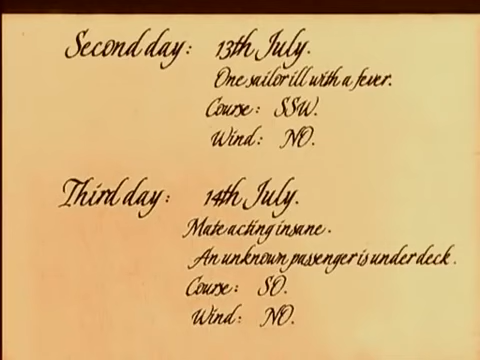 Second day: 13th July.
One sailor ill with a fever.
Course: SSW.
Wind: NO.
Third day: 14th July.
Mate acting insane.
An unknown passenger is under deck.
Course: SO.
Wind: NO.